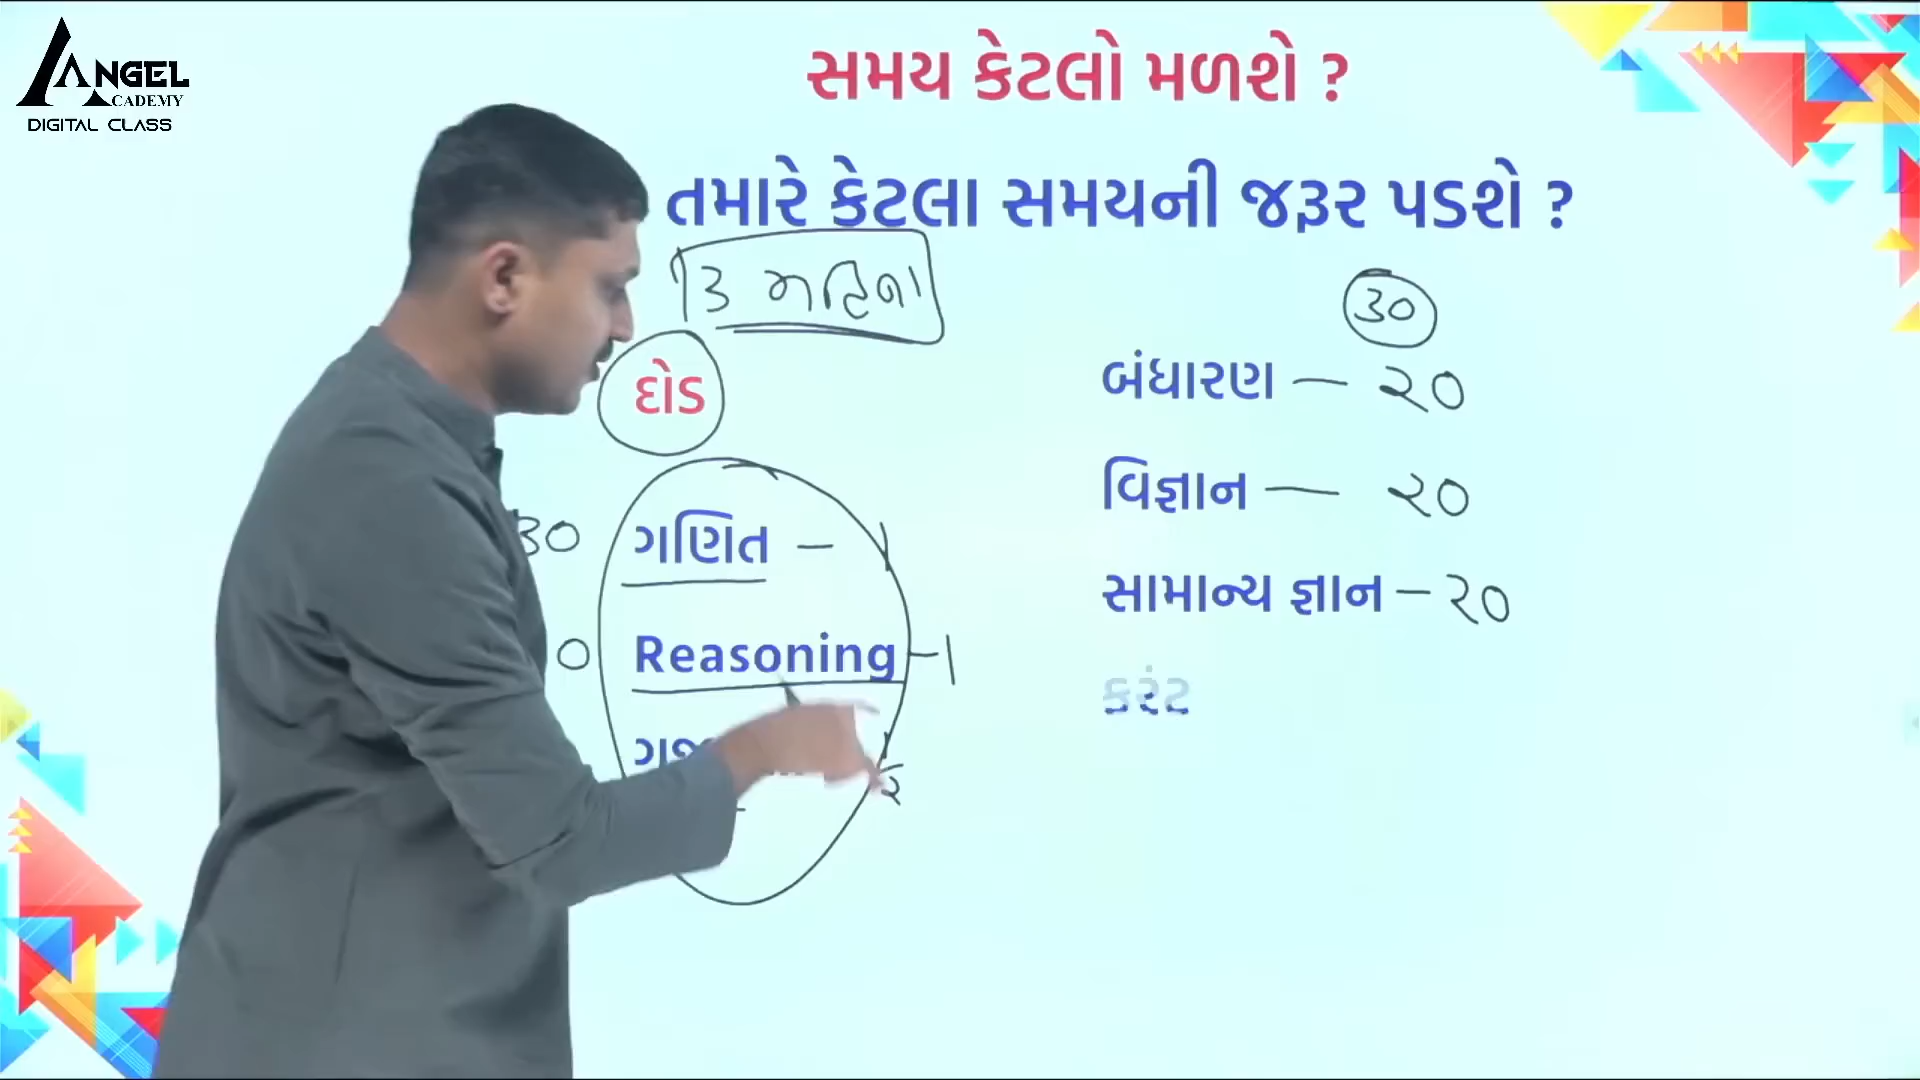 ANGEL
ACADEMY
DIGITAL CLASS
સમય કેટલો મળશે ?
તમારે કેટલા સમયની જરૂર પડશે ?
3 મહિના
30
દોડ
બંધારણ — ૨૦
વિજ્ઞાન — ૨૦
30 ગણિત – 1
સામાન્ય જ્ઞાન – ૨૦
0 Reasoning – 1
કરંટ